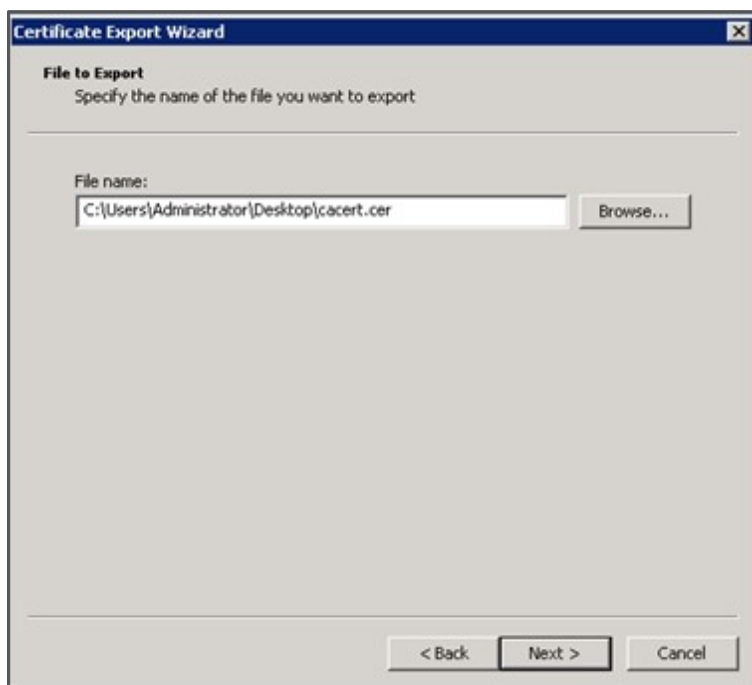 Certificate Export Wizard
File to Export
Specify the name of the file you want to export
File name:
C:\Users\Administrator\Desktop\cacert.cer
Browse...
< Back
Next >
Cancel